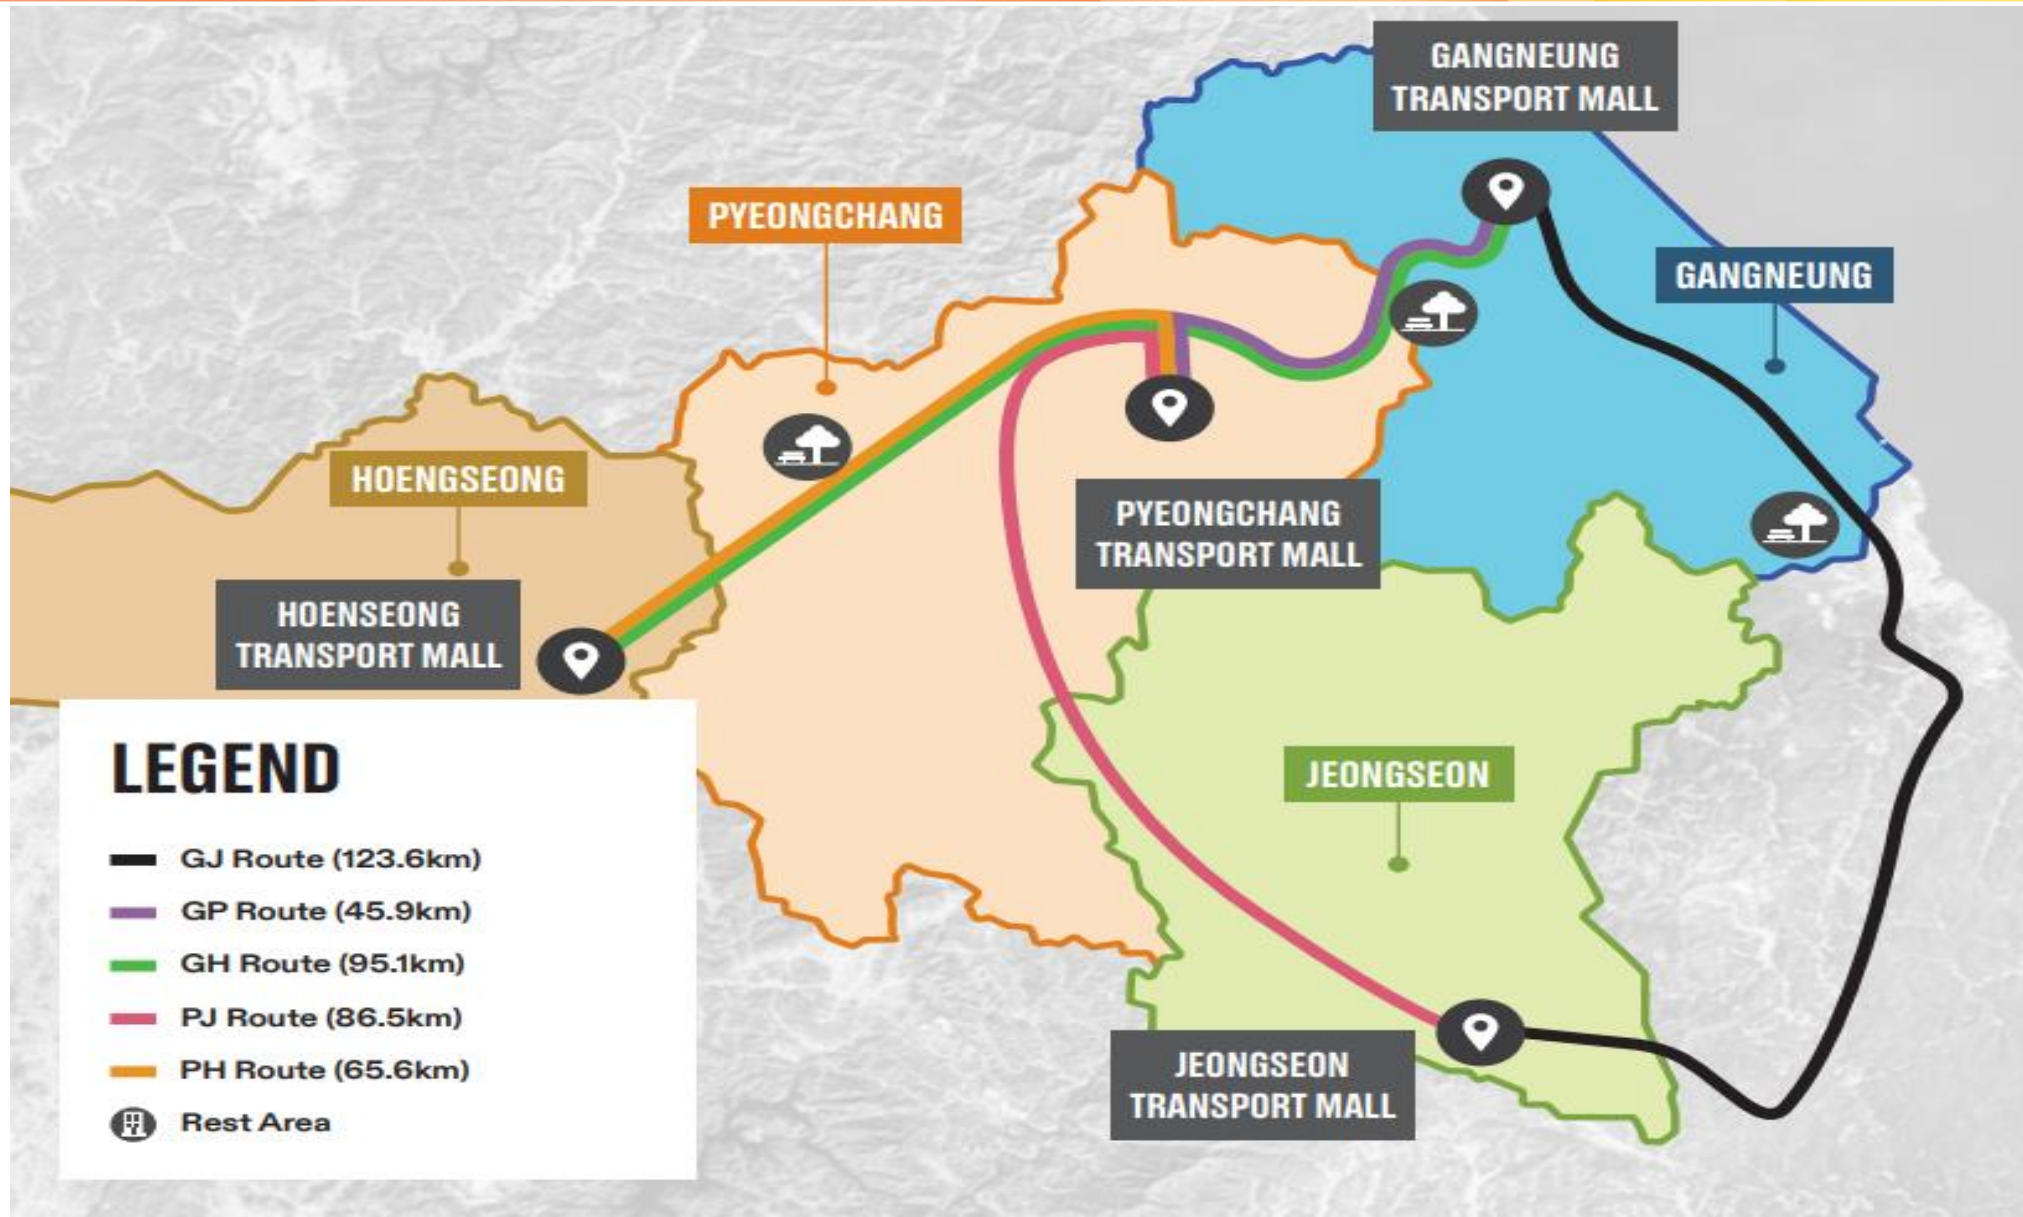 GANGNEUNG
TRANSPORT MALL
PYEONGCHANG
GANGNEUNG
HOENGSEONG
PYEONGCHANG
TRANSPORT MALL
HOENSEONG
TRANSPORT MALL
JEONGSEON
LEGEND
GJ Route (123.6km)
GP Route (45.9km)
GH Route (95.1km)
PJ Route (86.5km)
PH Route (65.6km)
Rest Area
JEONGSEON
TRANSPORT MALL